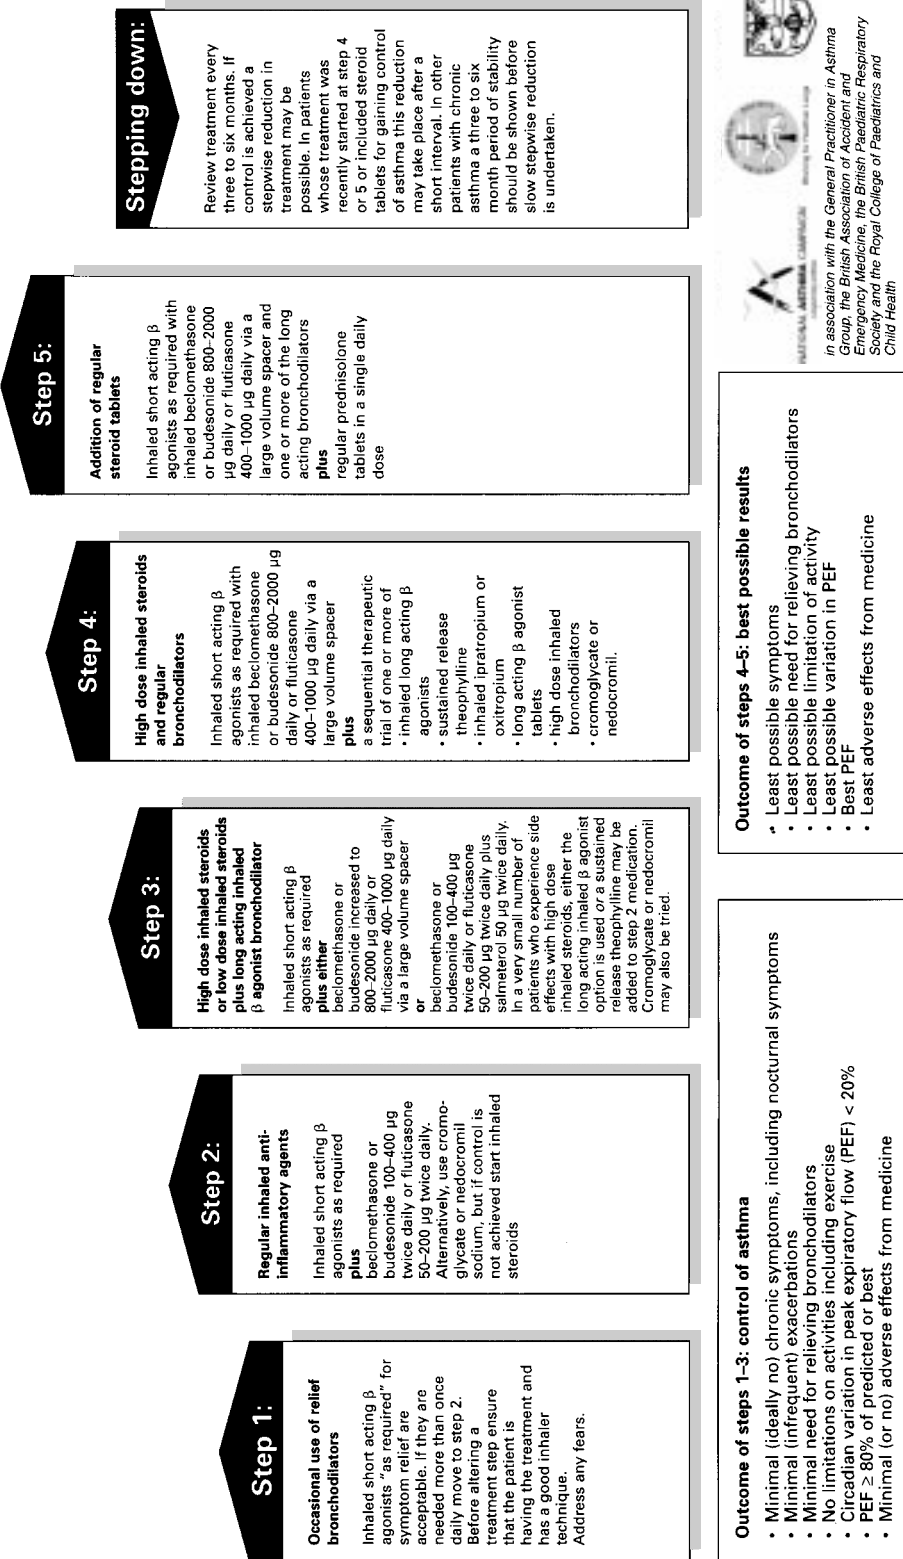 Step 1:
Occasional use of relief
bronchodilators
Inhaled short acting β
agonists "as required" for
symptom relief are
acceptable. If they are
needed more than once
daily move to step 2.
Before altering a
treatment step ensure
that the patient is
having the treatment and
has a good inhaler
technique.
Address any fears.
Step 2:
Regular inhaled anti-
inflammatory agents
Inhaled short acting β
agonists as required
plus
beclomethasone or
budesonide 100–400 µg
twice daily or fluticasone
50–200 µg twice daily.
Alternatively, use cromo-
glycate or nedocromil
sodium, but if control is
not achieved start inhaled
steroids
Step 3:
High dose inhaled steroids
or low dose inhaled steroids
plus long acting inhaled
β agonist bronchodilator
Inhaled short acting β
agonists as required
plus either
beclomethasone or
budesonide increased to
800–2000 µg daily or
fluticasone 400–1000 µg daily
via a large volume spacer
or
beclomethasone or
budesonide 100–400 µg
twice daily or fluticasone
50–200 µg twice daily plus
salmeterol 50 µg twice daily.
In a very small number of
patients who experience side
effects with high dose
inhaled steroids, either the
long acting inhaled β agonist
option is used or a sustained
release theophylline may be
added to step 2 medication.
Cromoglycate or nedocromil
may also be tried.
Step 4:
High dose inhaled steroids
and regular
bronchodilators
Inhaled short acting β
agonists as required with
inhaled beclomethasone
or budesonide 800–2000 µg
daily or fluticasone
400–1000 µg daily via a
large volume spacer
plus
a sequential therapeutic
trial of one or more of
• inhaled long acting β
agonists
• sustained release
theophylline
• inhaled ipratropium or
oxitropium
• long acting β agonist
tablets
• high dose inhaled
bronchodilators
• cromoglycate or
nedocromil.
Step 5:
Addition of regular
steroid tablets
Inhaled short acting β
agonists as required with
inhaled beclomethasone
or budesonide 800–2000
µg daily or fluticasone
400–1000 µg daily via a
large volume spacer and
one or more of the long
acting bronchodilators
plus
regular prednisolone
tablets in a single daily
dose
Stepping down:
Review treatment every
three to six months. If
control is achieved a
stepwise reduction in
treatment may be
possible. In patients
whose treatment was
recently started at step 4
or 5 or included steroid
tablets for gaining control
of asthma this reduction
may take place after a
short interval. In other
patients with chronic
asthma a three to six
month period of stability
should be shown before
slow stepwise reduction
is undertaken.
Outcome of steps 1–3: control of asthma
• Minimal (ideally no) chronic symptoms, including nocturnal symptoms
• Minimal (infrequent) exacerbations
• Minimal need for relieving bronchodilators
• No limitations on activities including exercise
• Circadian variation in peak expiratory flow (PEF) < 20%
• PEF ≥ 80% of predicted or best
• Minimal (or no) adverse effects from medicine
Outcome of steps 4–5: best possible results
• Least possible symptoms
• Least possible need for relieving bronchodilators
• Least possible limitation of activity
• Least possible variation in PEF
• Best PEF
• Least adverse effects from medicine
NATIONAL ASTHMA CAMPAIGN
in association with the General Practitioner in Asthma
Group, the British Association of Accident and
Emergency Medicine, the British Paediatric Respiratory
Society and the Royal College of Paediatrics and
Child Health